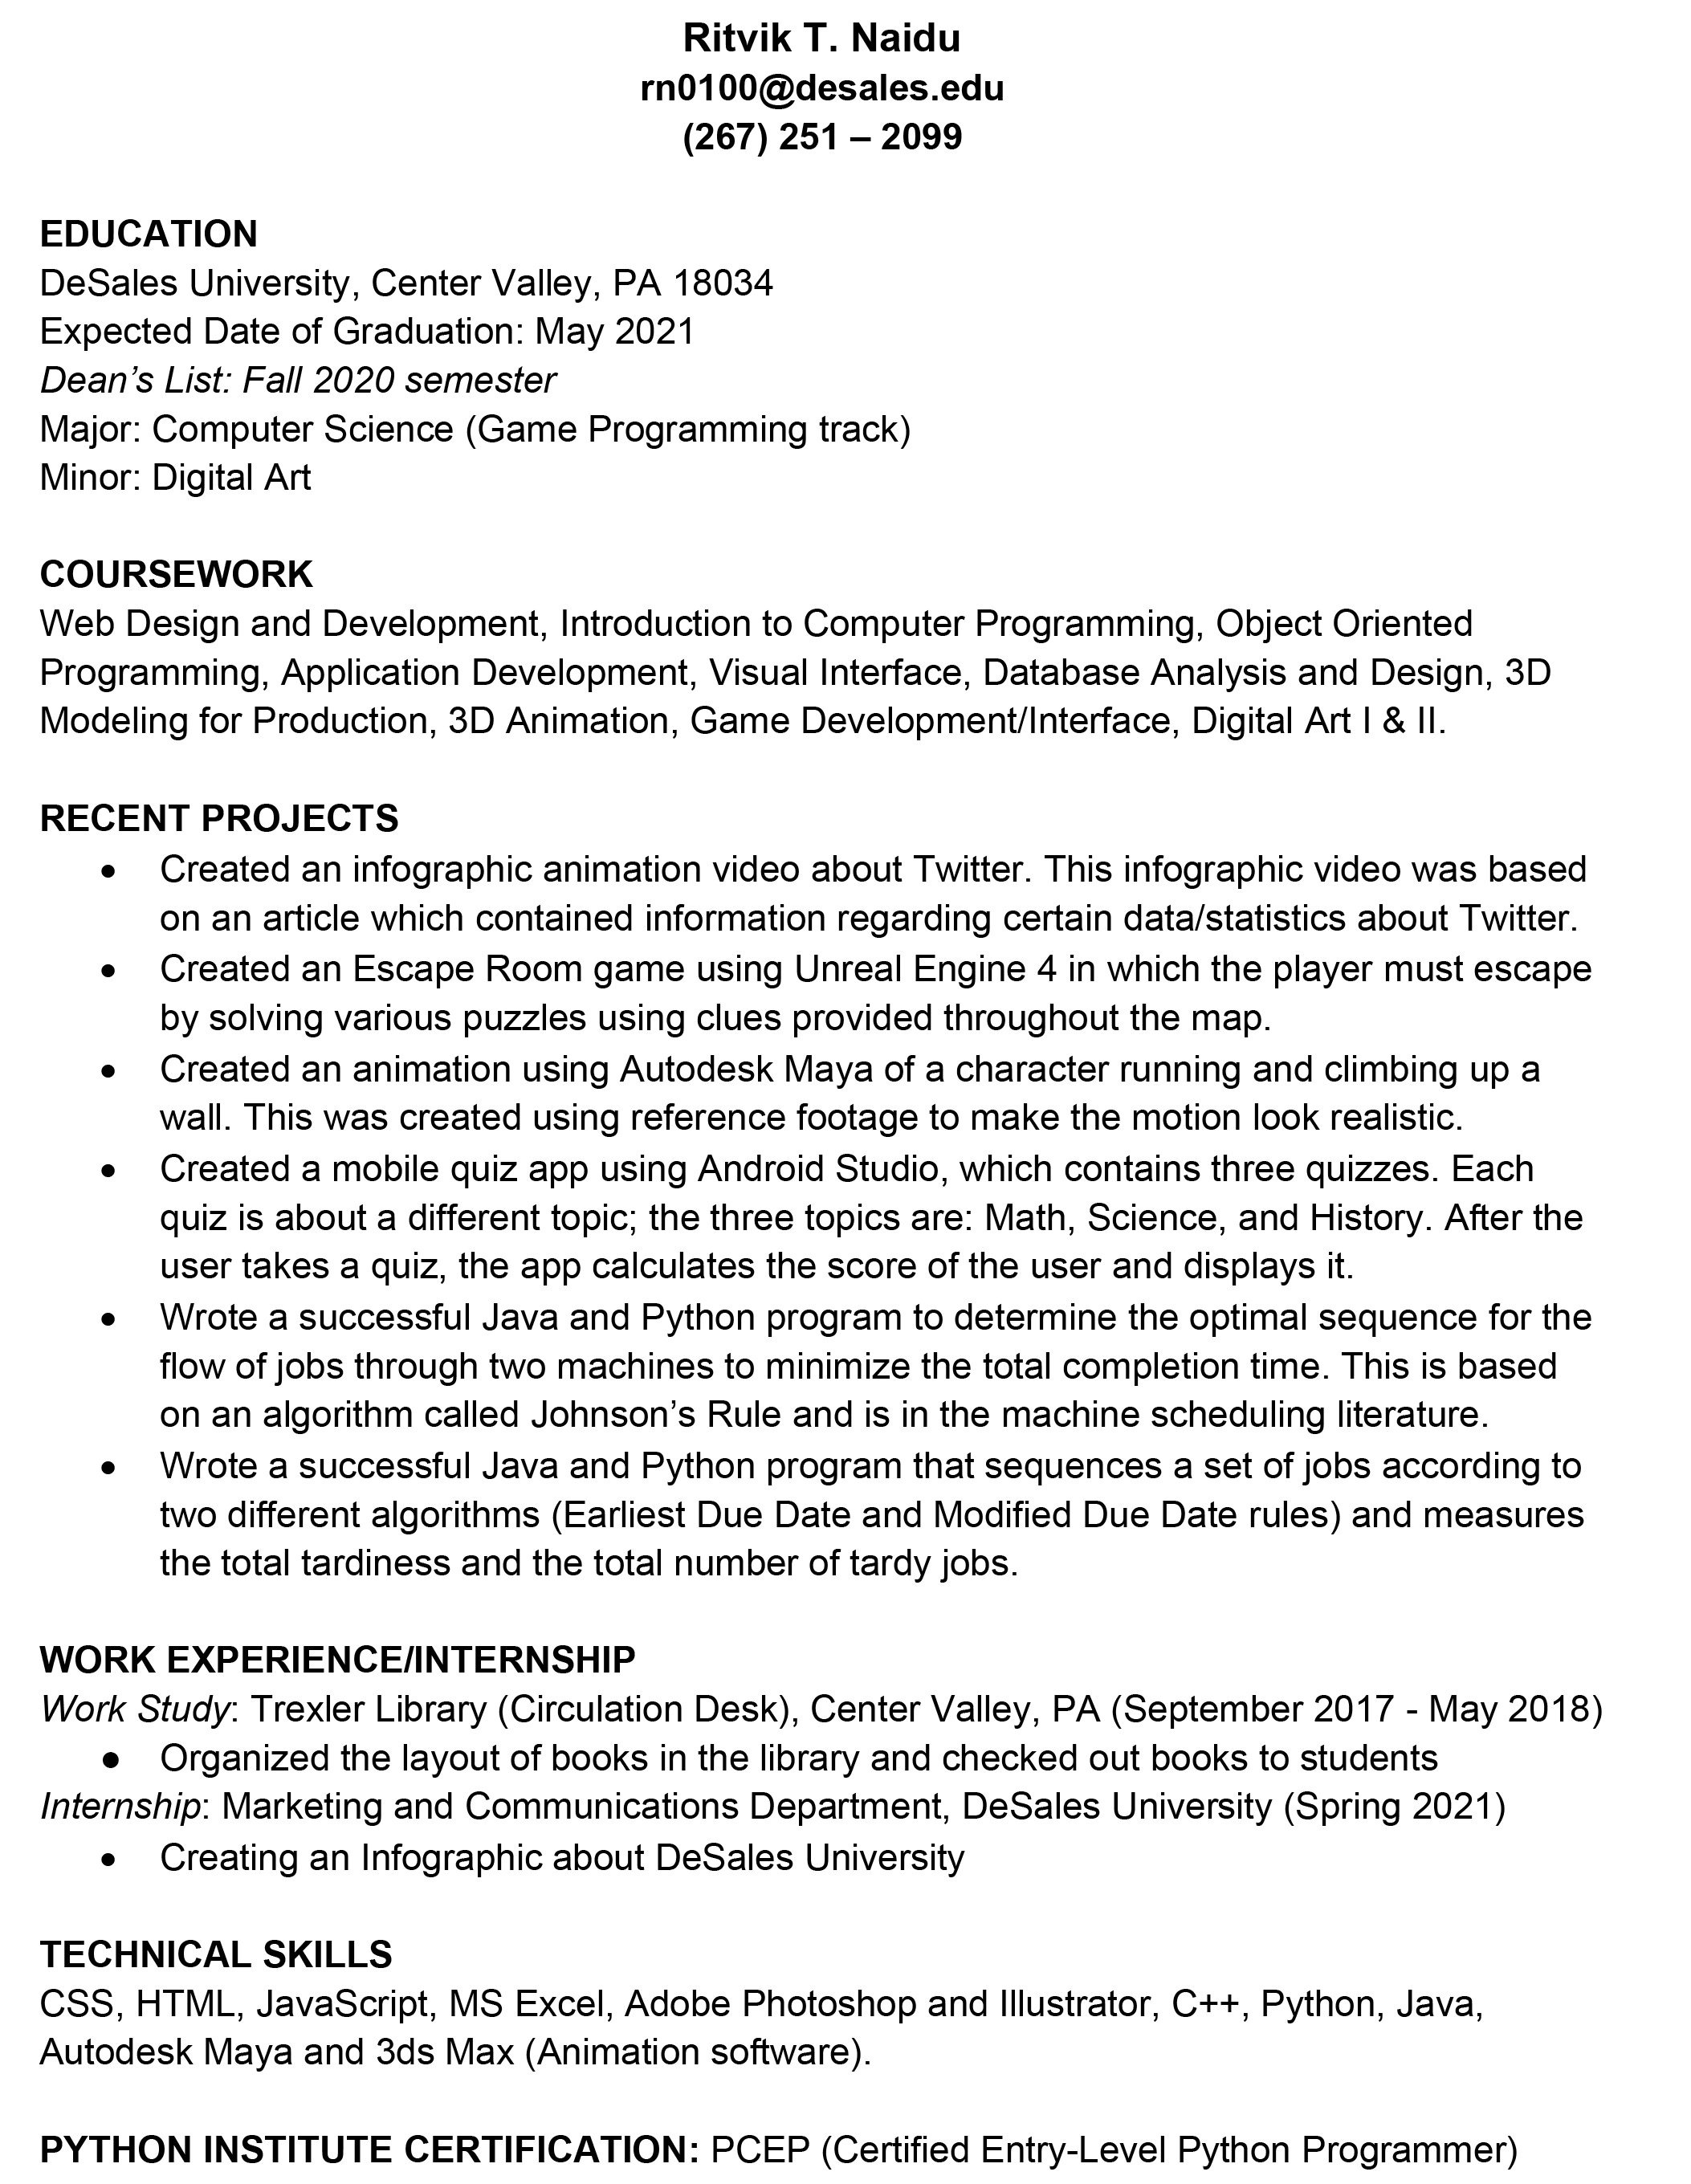 Ritvik T. Naidu
rn0100@desales.edu
(267) 251 – 2099
EDUCATION
DeSales University, Center Valley, PA 18034
Expected Date of Graduation: May 2021
Dean’s List: Fall 2020 semester
Major: Computer Science (Game Programming track)
Minor: Digital Art
COURSEWORK
Web Design and Development, Introduction to Computer Programming, Object Oriented
Programming, Application Development, Visual Interface, Database Analysis and Design, 3D
Modeling for Production, 3D Animation, Game Development/Interface, Digital Art I & II.
RECENT PROJECTS
• Created an infographic animation video about Twitter. This infographic video was based
on an article which contained information regarding certain data/statistics about Twitter.
• Created an Escape Room game using Unreal Engine 4 in which the player must escape
by solving various puzzles using clues provided throughout the map.
• Created an animation using Autodesk Maya of a character running and climbing up a
wall. This was created using reference footage to make the motion look realistic.
• Created a mobile quiz app using Android Studio, which contains three quizzes. Each
quiz is about a different topic; the three topics are: Math, Science, and History. After the
user takes a quiz, the app calculates the score of the user and displays it.
• Wrote a successful Java and Python program to determine the optimal sequence for the
flow of jobs through two machines to minimize the total completion time. This is based
on an algorithm called Johnson’s Rule and is in the machine scheduling literature.
• Wrote a successful Java and Python program that sequences a set of jobs according to
two different algorithms (Earliest Due Date and Modified Due Date rules) and measures
the total tardiness and the total number of tardy jobs.
WORK EXPERIENCE/INTERNSHIP
Work Study: Trexler Library (Circulation Desk), Center Valley, PA (September 2017 - May 2018)
• Organized the layout of books in the library and checked out books to students
Internship: Marketing and Communications Department, DeSales University (Spring 2021)
• Creating an Infographic about DeSales University
TECHNICAL SKILLS
CSS, HTML, JavaScript, MS Excel, Adobe Photoshop and Illustrator, C++, Python, Java,
Autodesk Maya and 3ds Max (Animation software).
PYTHON INSTITUTE CERTIFICATION: PCEP (Certified Entry-Level Python Programmer)